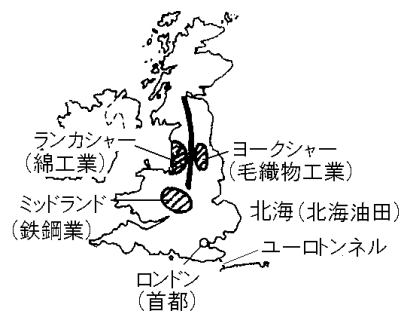 ランカシャー
(綿工業)
ヨークシャー
(毛織物工業)
ミッドランド
(鉄鋼業)
北海(北海油田)
ユーロトンネル
ロンドン
(首都)